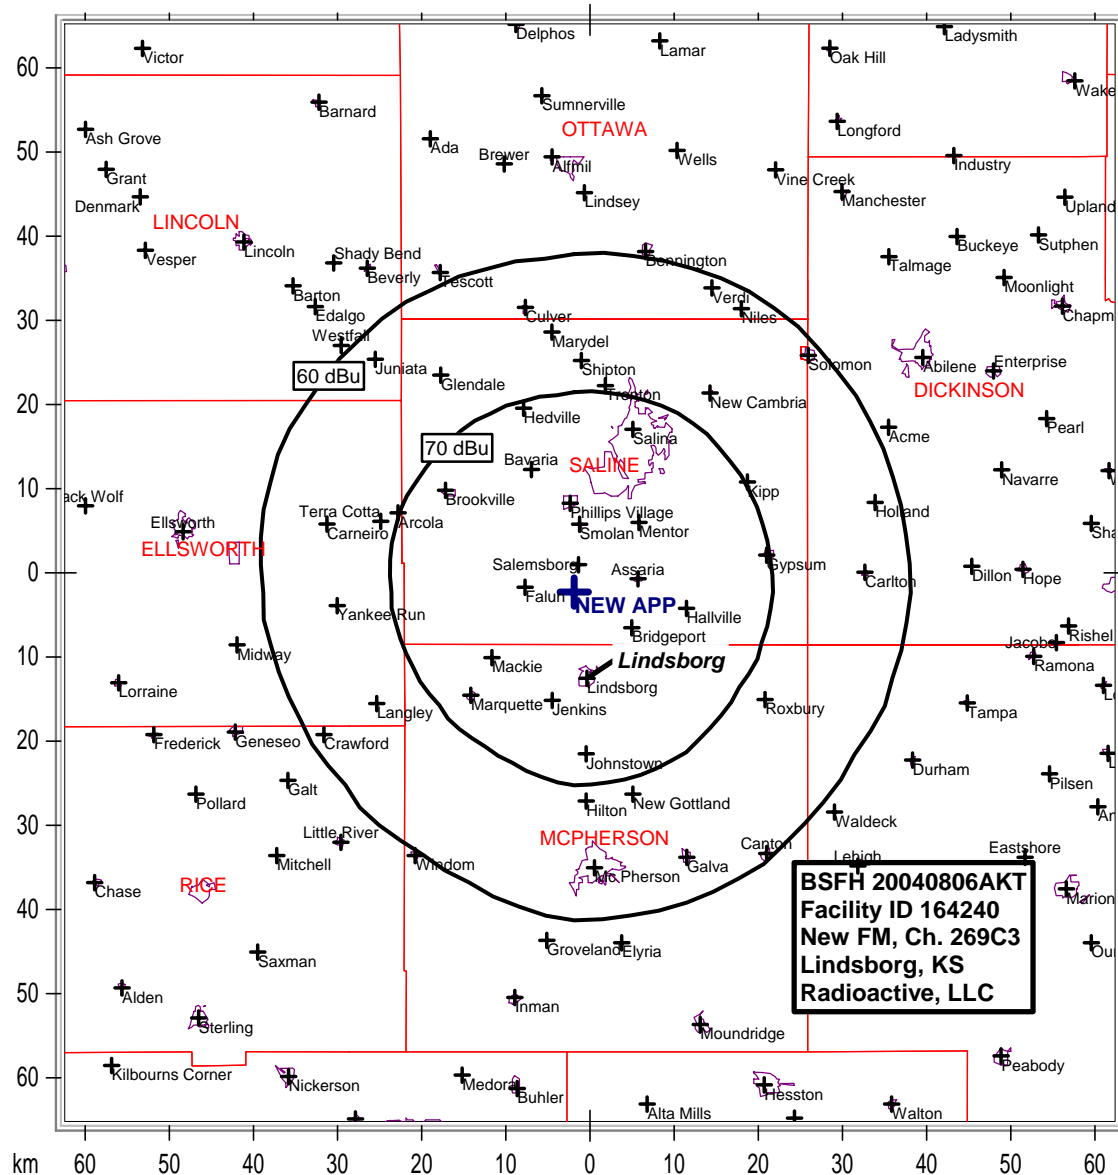 Delphos
Ladysmith
Victor
Lamar
Oak Hill
60
Wake
Barnard
Sumnerville
OTTAWA
Longford
Ash Grove
Ada
Brewer
Alfmil
Wells
Industry
50
Grant
Vine Creek
Denmark
Lindsey
Manchester
Upland
LINCOLN
40
Vesper
Lincoln
Shady Bend
Beverly
Tescott
Bennington
Talmage
Buckeye
Sutphen
Barton
Edalgo
Verdi
Moonlight
30
Westfall
Culver
Niles
Chapm
Marydel
60 dBu
Juniata
Glendale
Shipton
Trenton
Solomon
Abilene
Enterprise
DICKINSON
20
Hedville
New Cambria
70 dBu
Salina
Acme
Pearl
Bavaria
SALINE
10
Brookville
Kipp
Navarre
ack Wolf
Terra Cotta
Arcola
Phillips Village
Holland
Ellsworth
Carneiro
Smolan
Mentor
Sha
ELLSWORTH
Salemsborg
Assaria
Gypsum
0
Falun
NEW APP
Carlton
Dillon
Hope
Yankee Run
Hallville
Bridgeport
Rishel
Midway
Lindsborg
Jacobs
10
Mackie
Ramona
Lorraine
Lindsborg
Marquette
Jenkins
Roxbury
Tampa
Langley
20
Frederick
Geneseo
Crawford
Johnstown
Durham
Galt
Pilsen
Pollard
Hilton
New Gottland
Waldeck
30
Little River
MCPHERSON
Canton
Eastshore
Mitchell
Windom
Galva
Lehigh
Chase
RICE
Mc Pherson
Marion
BSFH 20040806AKT
Facility ID 164240
New FM, Ch. 269C3
Lindsborg, KS
Radioactive, LLC
40
Groveland
Elyria
Saxman
50
Alden
Inman
Sterling
Moundridge
Peabody
Kilbourns Corner
60
Nickerson
Medora
Buhler
Hesston
Alta Mills
Walton
km 60 50 40 30 20 10 0 10 20 30 40 50 60